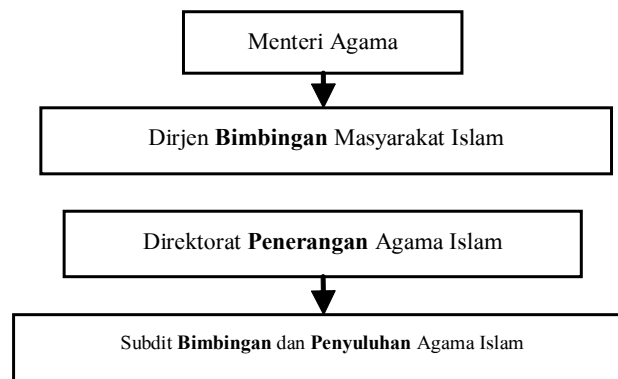 Menteri Agama
Dirjen Bimbingan Masyarakat Islam
Direktorat Penerangan Agama Islam
Subdit Bimbingan dan Penyuluhan Agama Islam